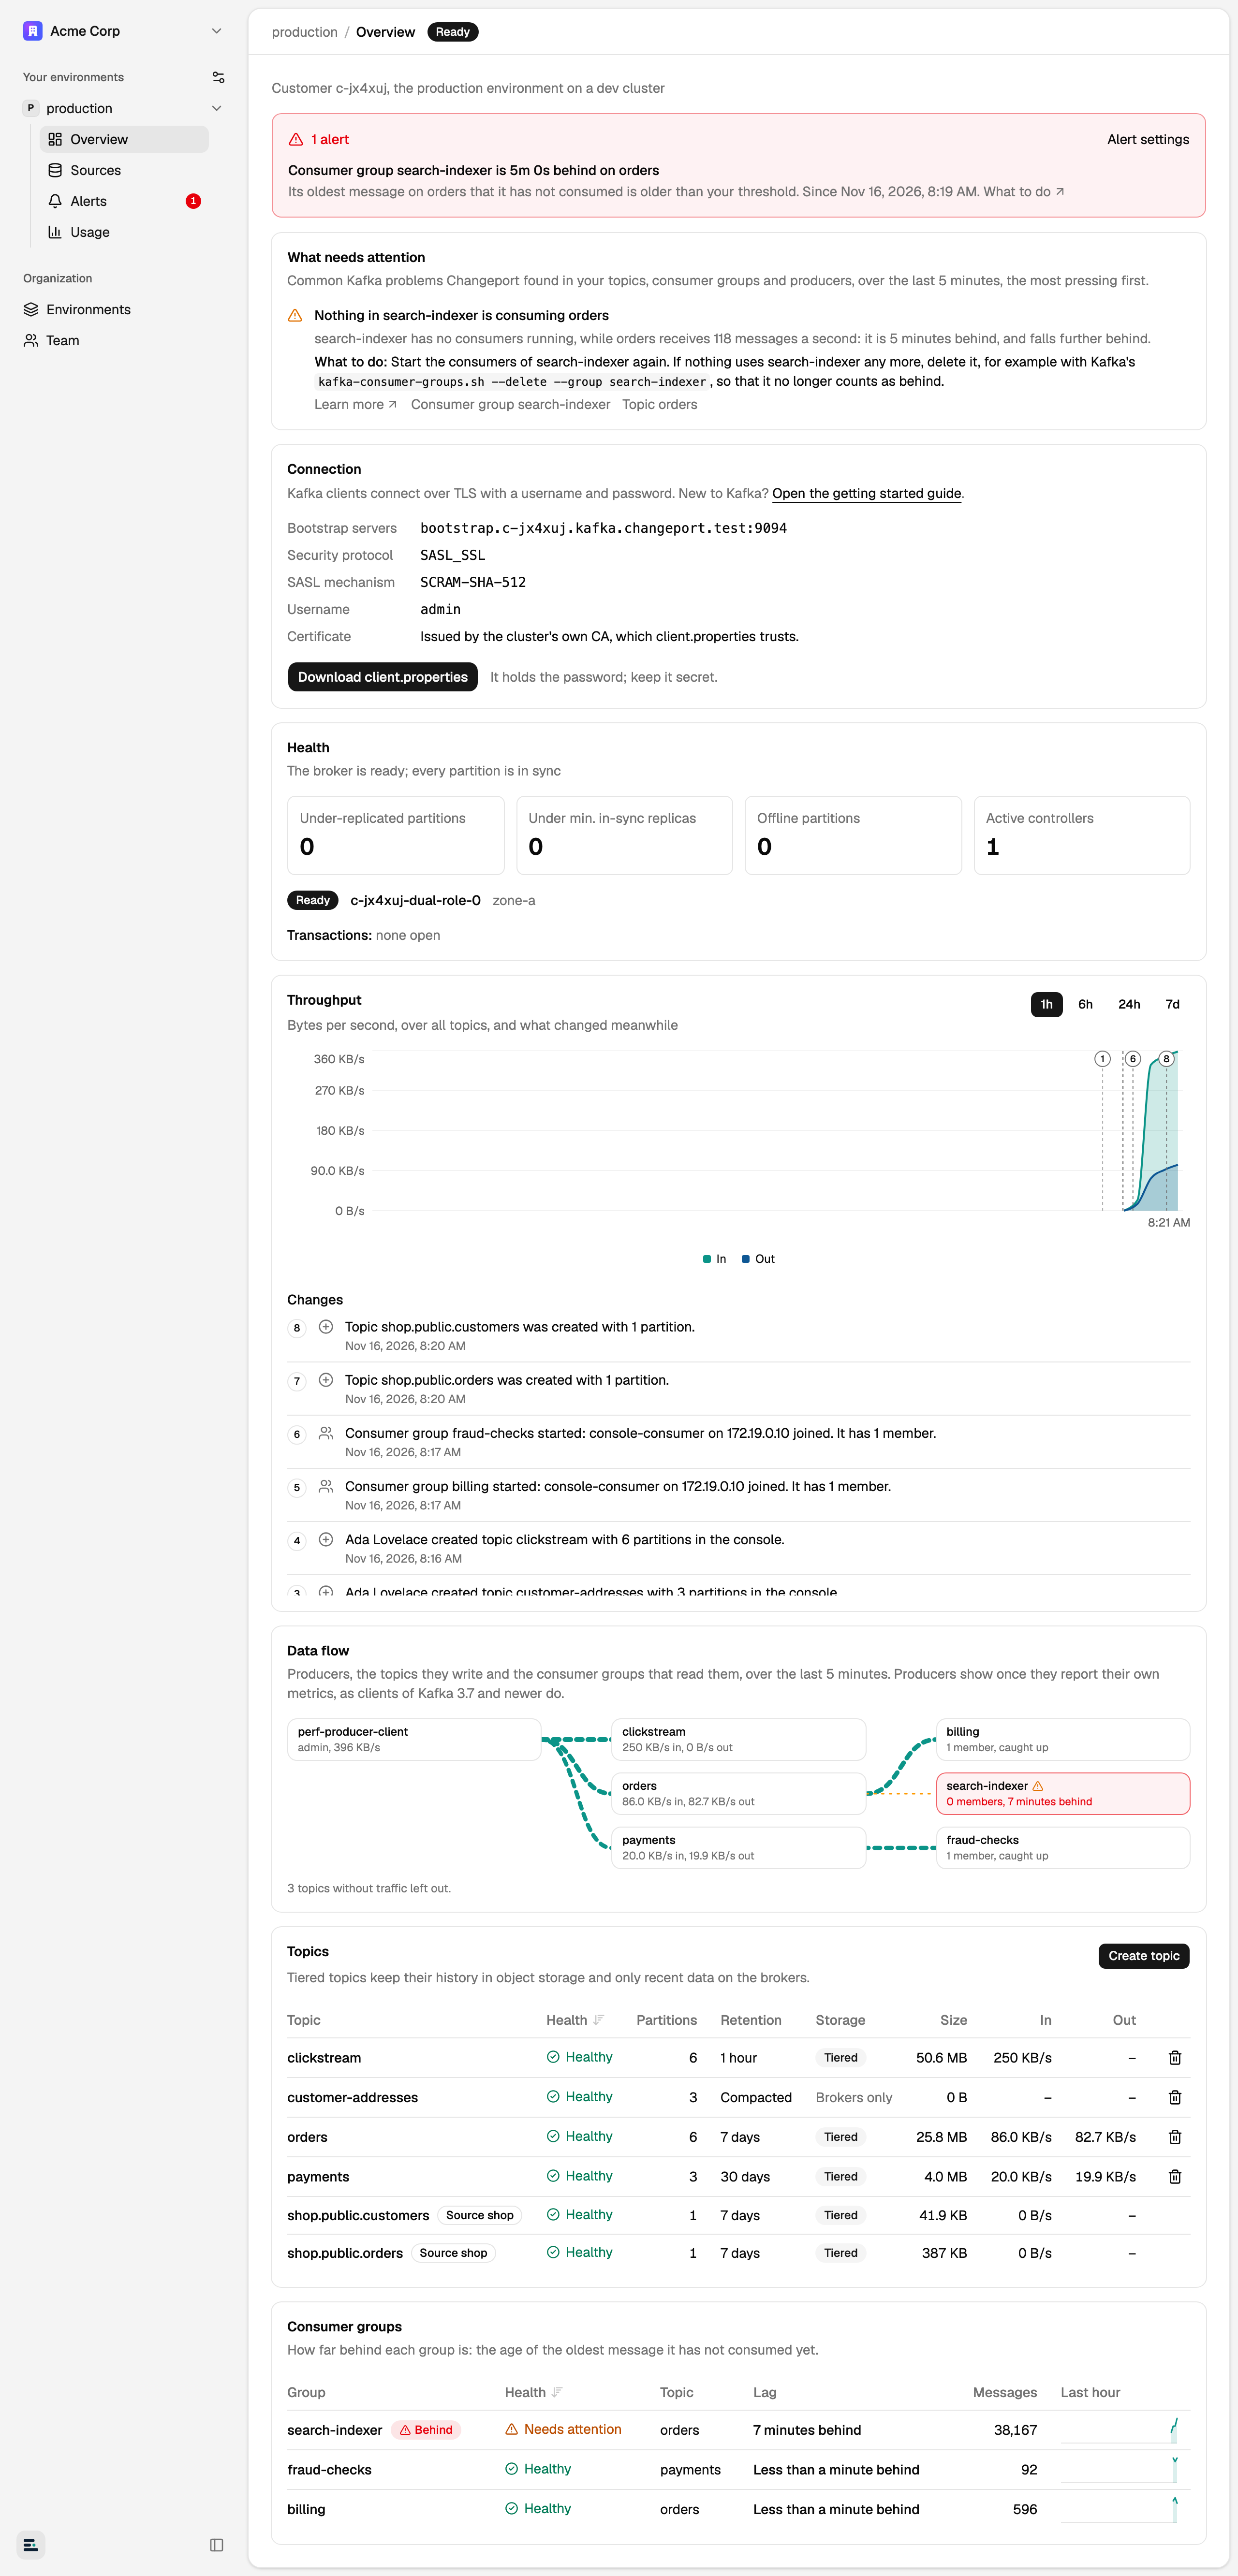 Acme Corp
Your environments
P production
Overview
Sources
Alerts 1
Usage
Organization
Environments
Team
production / Overview Ready
Customer c-jx4xuj, the production environment on a dev cluster
1 alert
Alert settings
Consumer group search-indexer is 5m 0s behind on orders
Its oldest message on orders that it has not consumed is older than your threshold. Since Nov 16, 2026, 8:19 AM. What to do ↗
What needs attention
Common Kafka problems Changeport found in your topics, consumer groups and producers, over the last 5 minutes, the most pressing first.
Nothing in search-indexer is consuming orders
search-indexer has no consumers running, while orders receives 118 messages a second: it is 5 minutes behind, and falls further behind.
What to do: Start the consumers of search-indexer again. If nothing uses search-indexer any more, delete it, for example with Kafka's
kafka-consumer-groups.sh --delete --group search-indexer, so that it no longer counts as behind.
Learn more ↗ Consumer group search-indexer Topic orders
Connection
Kafka clients connect over TLS with a username and password. New to Kafka? Open the getting started guide.
Bootstrap servers bootstrap.c-jx4xuj.kafka.changeport.test:9094
Security protocol SASL_SSL
SASL mechanism SCRAM-SHA-512
Username admin
Certificate Issued by the cluster's own CA, which client.properties trusts.
Download client.properties It holds the password; keep it secret.
Health
The broker is ready; every partition is in sync
Under-replicated partitions
0
Under min. in-sync replicas
0
Offline partitions
0
Active controllers
1
Ready c-jx4xuj-dual-role-0 zone-a
Transactions: none open
Throughput
1h 6h 24h 7d
Bytes per second, over all topics, and what changed meanwhile
360 KB/s
270 KB/s
180 KB/s
90.0 KB/s
0 B/s
1 6 8
8:21 AM
In Out
Changes
8 Topic shop.public.customers was created with 1 partition.
Nov 16, 2026, 8:20 AM
7 Topic shop.public.orders was created with 1 partition.
Nov 16, 2026, 8:20 AM
6 Consumer group fraud-checks started: console-consumer on 172.19.0.10 joined. It has 1 member.
Nov 16, 2026, 8:17 AM
5 Consumer group billing started: console-consumer on 172.19.0.10 joined. It has 1 member.
Nov 16, 2026, 8:17 AM
4 Ada Lovelace created topic clickstream with 6 partitions in the console.
Nov 16, 2026, 8:16 AM
3 Ada Lovelace created topic customer-addresses with 3 partitions in the console.
Data flow
Producers, the topics they write and the consumer groups that read them, over the last 5 minutes. Producers show once they report their own
metrics, as clients of Kafka 3.7 and newer do.
perf-producer-client
admin, 396 KB/s
clickstream
250 KB/s in, 0 B/s out
orders
86.0 KB/s in, 82.7 KB/s out
payments
20.0 KB/s in, 19.9 KB/s out
billing
1 member, caught up
search-indexer
0 members, 7 minutes behind
fraud-checks
1 member, caught up
3 topics without traffic left out.
Topics
Create topic
Tiered topics keep their history in object storage and only recent data on the brokers.
Topic Health Partitions Retention Storage Size In Out
clickstream Healthy 6 1 hour Tiered 50.6 MB 250 KB/s –
customer-addresses Healthy 3 Compacted Brokers only 0 B – –
orders Healthy 6 7 days Tiered 25.8 MB 86.0 KB/s 82.7 KB/s
payments Healthy 3 30 days Tiered 4.0 MB 20.0 KB/s 19.9 KB/s
shop.public.customers Source shop Healthy 1 7 days Tiered 41.9 KB 0 B/s –
shop.public.orders Source shop Healthy 1 7 days Tiered 387 KB 0 B/s –
Consumer groups
How far behind each group is: the age of the oldest message it has not consumed yet.
Group Health Topic Lag Messages Last hour
search-indexer Behind Needs attention orders 7 minutes behind 38,167
fraud-checks Healthy payments Less than a minute behind 92
billing Healthy orders Less than a minute behind 596